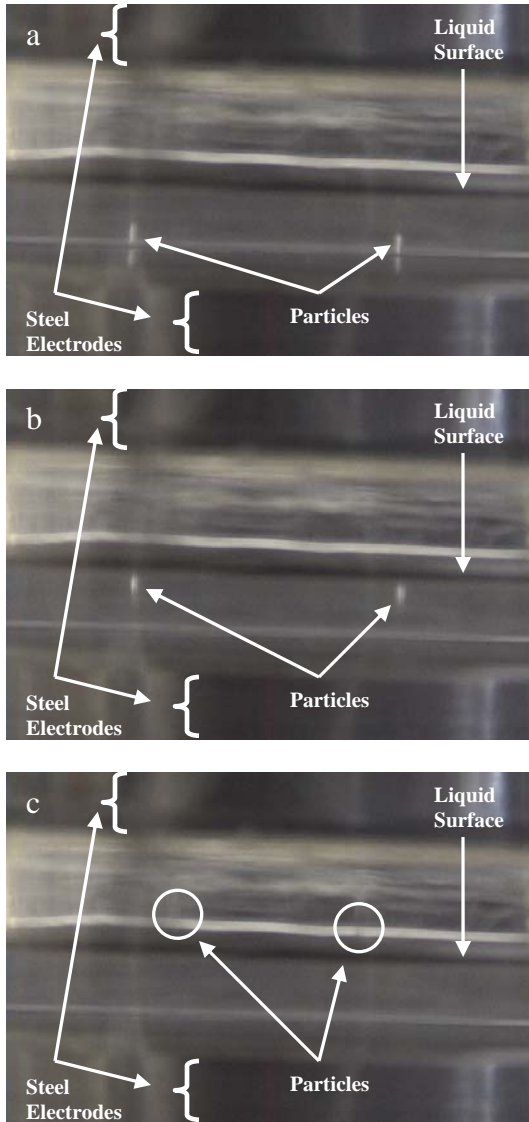 a
Liquid
Surface
Steel
Electrodes
Particles
b
Liquid
Surface
Steel
Electrodes
Particles
c
Liquid
Surface
Steel
Electrodes
Particles